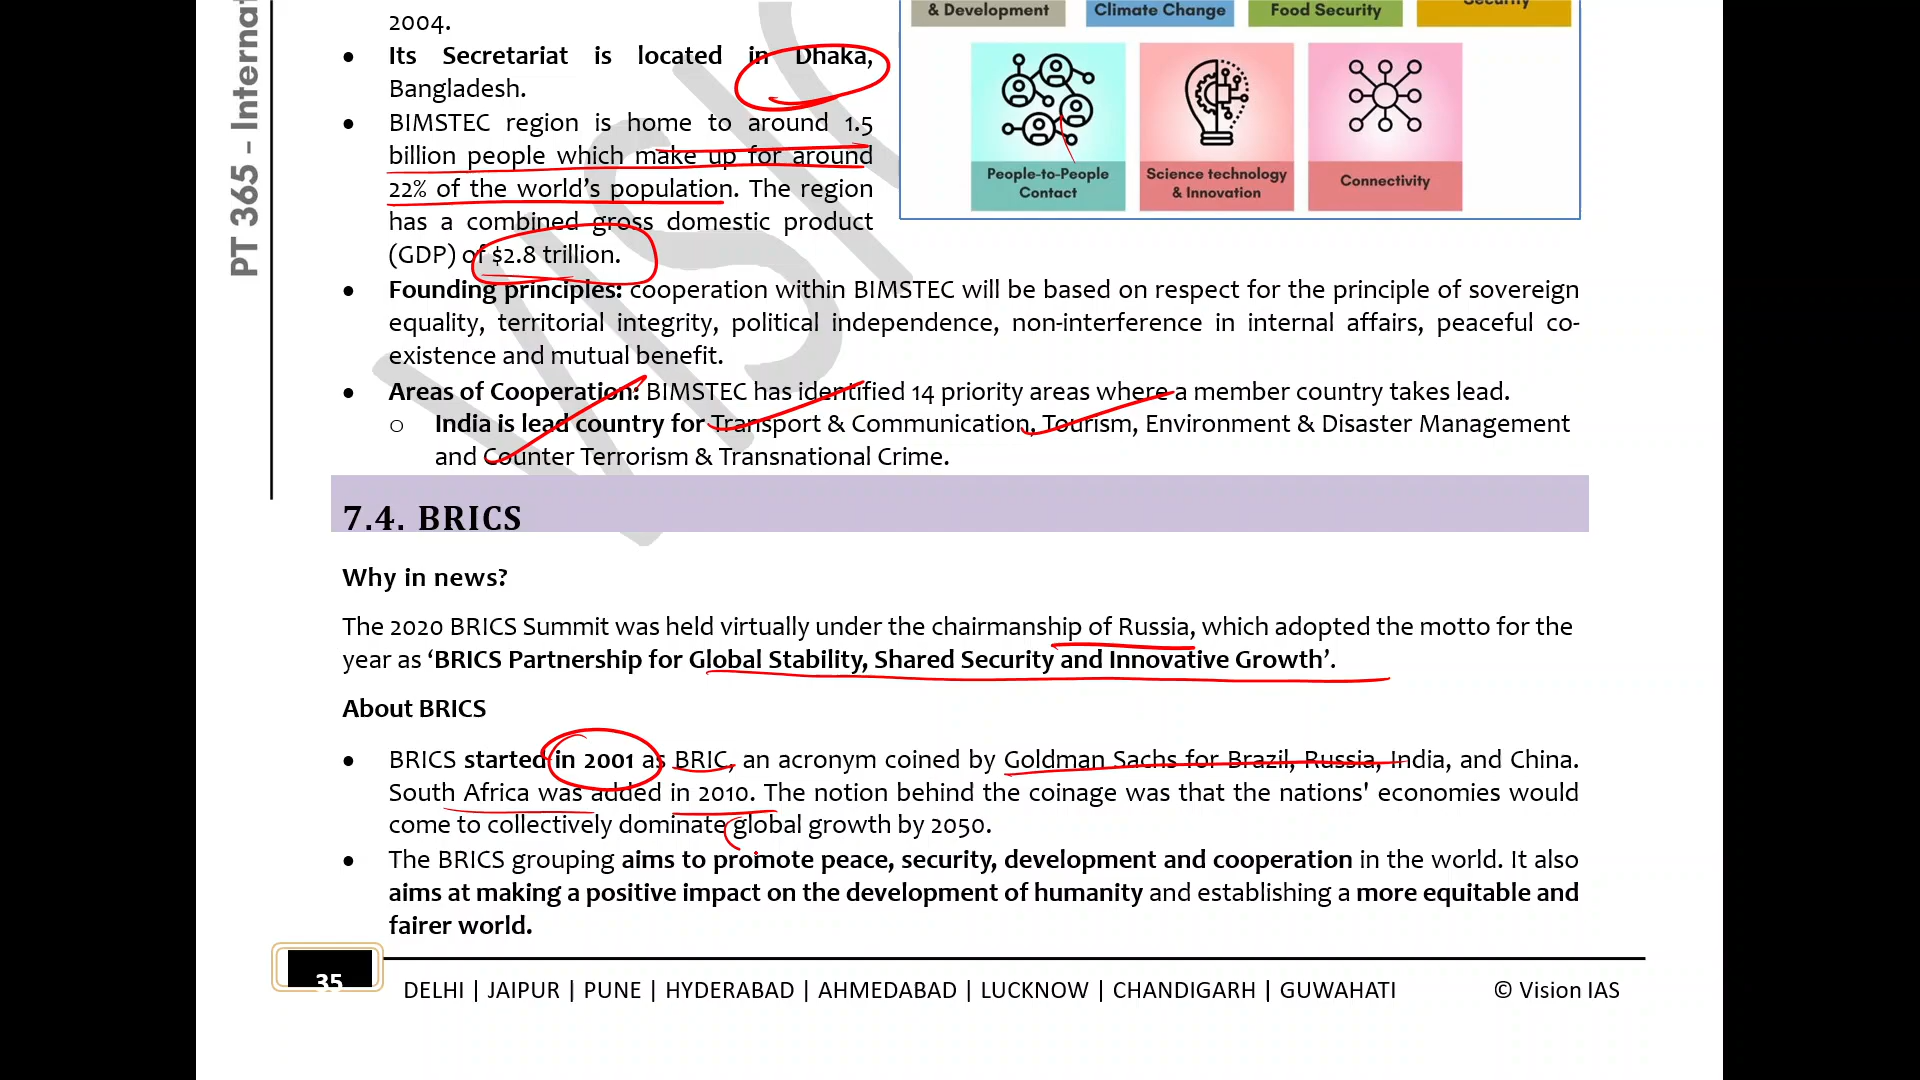 PT 365 - Internat
2004.
• Its Secretariat is located in Dhaka,
Bangladesh.
• BIMSTEC region is home to around 1.5
billion people which make up for around
22% of the world's population. The region
has a combined gross domestic product
(GDP) of $2.8 trillion.
& Development
Climate Change
Food Security
Security
People-to-People
Contact
Science technology
& Innovation
Connectivity
• Founding principles: cooperation within BIMSTEC will be based on respect for the principle of sovereign
equality, territorial integrity, political independence, non-interference in internal affairs, peaceful co-
existence and mutual benefit.
• Areas of Cooperation: BIMSTEC has identified 14 priority areas where a member country takes lead.
o India is lead country for Transport & Communication, Tourism, Environment & Disaster Management
and Counter Terrorism & Transnational Crime.
7.4. BRICS
Why in news?
The 2020 BRICS Summit was held virtually under the chairmanship of Russia, which adopted the motto for the
year as ‘BRICS Partnership for Global Stability, Shared Security and Innovative Growth’.
About BRICS
• BRICS started in 2001 as BRIC, an acronym coined by Goldman Sachs for Brazil, Russia, India, and China.
South Africa was added in 2010. The notion behind the coinage was that the nations' economies would
come to collectively dominate global growth by 2050.
• The BRICS grouping aims to promote peace, security, development and cooperation in the world. It also
aims at making a positive impact on the development of humanity and establishing a more equitable and
fairer world.
35
DELHI | JAIPUR | PUNE | HYDERABAD | AHMEDABAD | LUCKNOW | CHANDIGARH | GUWAHATI
© Vision IAS